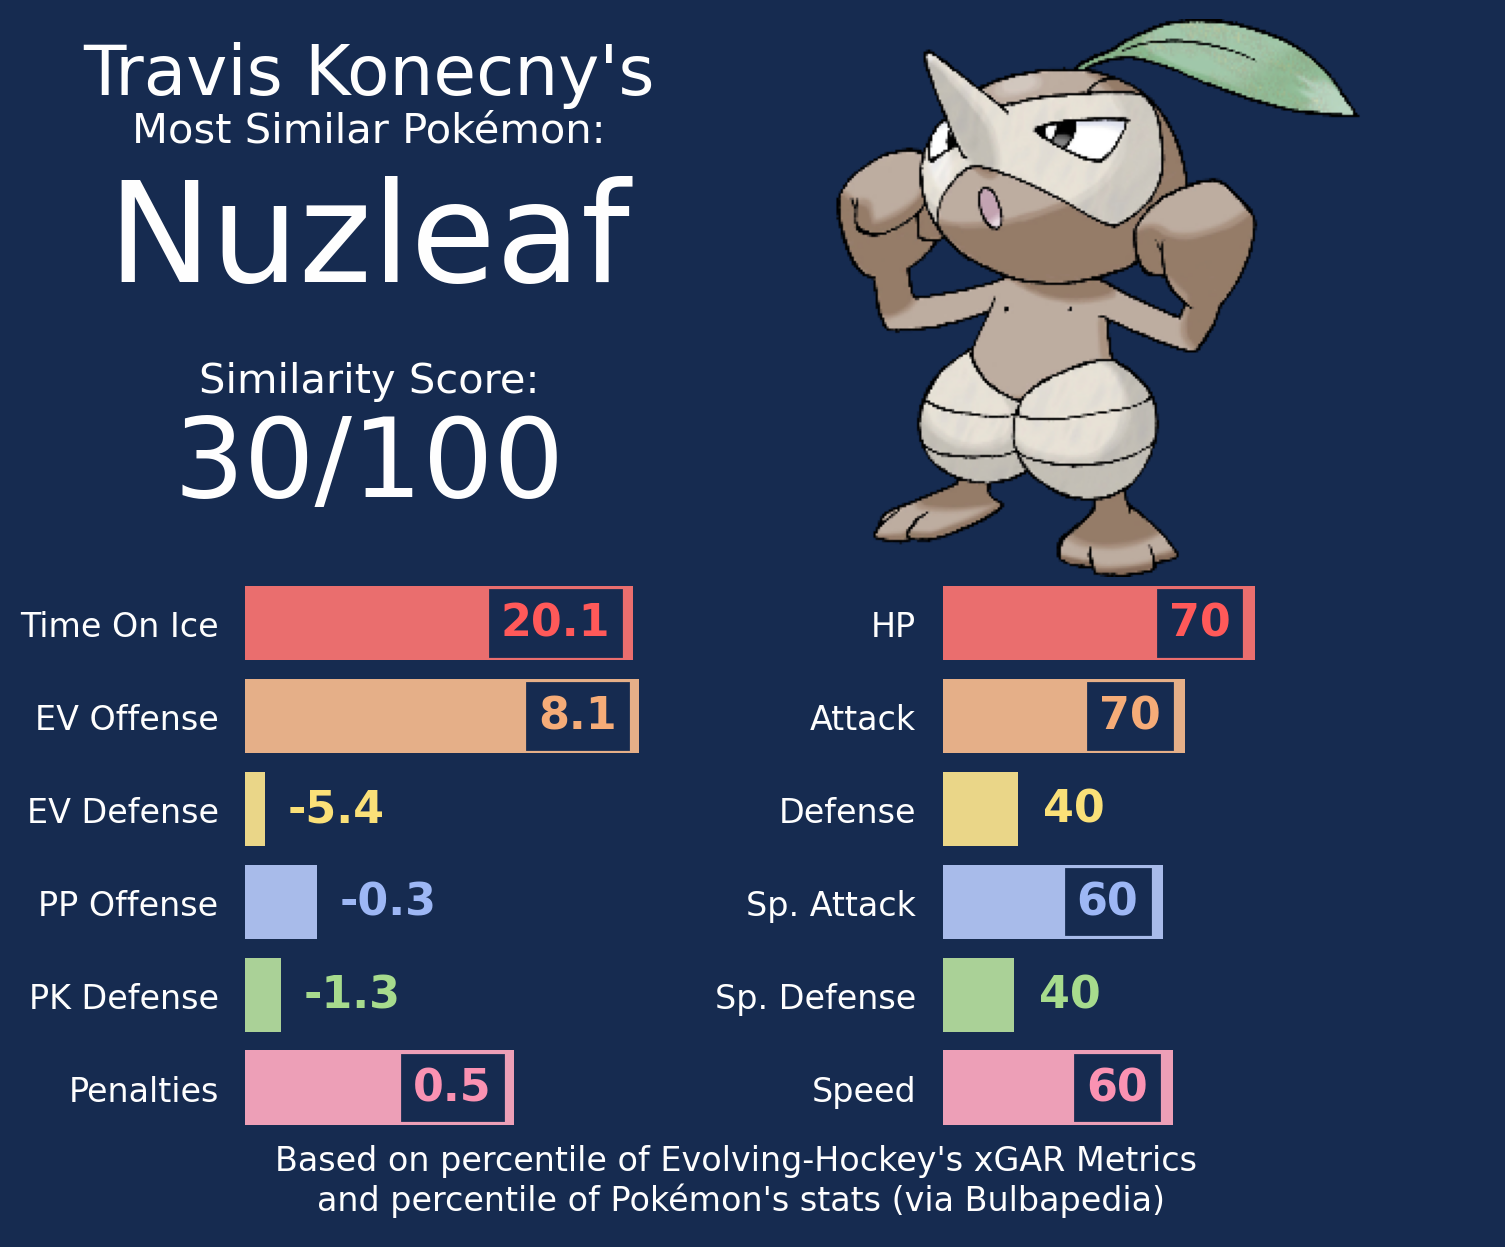 Travis Konecny's
Most Similar Pokémon:
Nuzleaf
Similarity Score:
30/100
Time On Ice 20.1
EV Offense 8.1
EV Defense -5.4
PP Offense -0.3
PK Defense -1.3
Penalties 0.5
HP 70
Attack 70
Defense 40
Sp. Attack 60
Sp. Defense 40
Speed 60
Based on percentile of Evolving-Hockey's xGAR Metrics
and percentile of Pokémon's stats (via Bulbapedia)